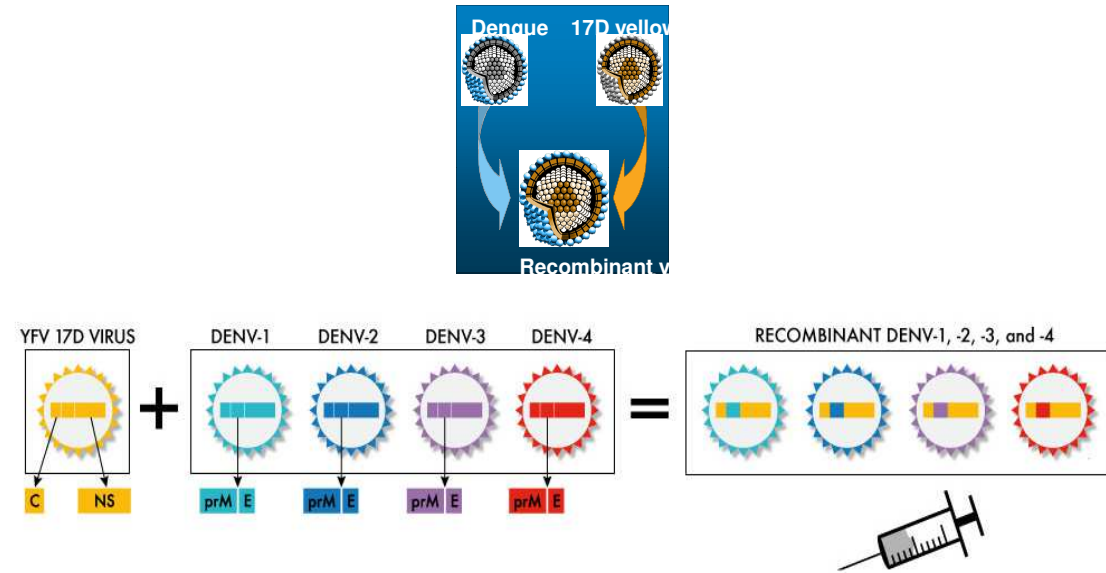 Dengue 17D yellow
Recombinant v
YFV 17D VIRUS
DENV-1 DENV-2 DENV-3 DENV-4
RECOMBINANT DENV-1, -2, -3, and -4
+ =
C NS prM E prM E prM E prM E